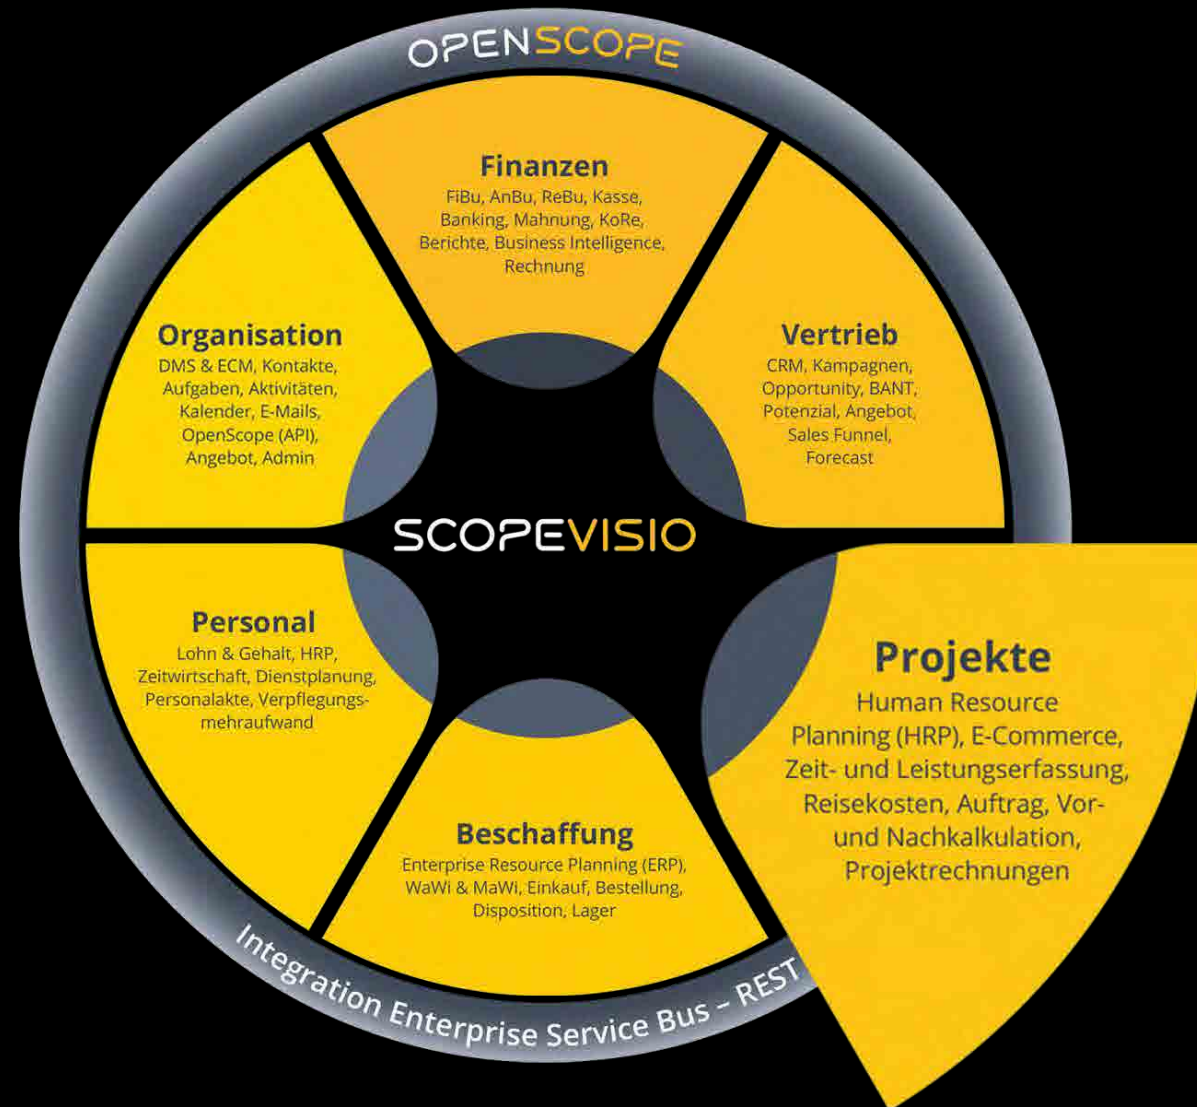 OPENSCOPE
Finanzen
FiBu, AnBu, ReBu, Kasse,
Banking, Mahnung, KoRe,
Berichte, Business Intelligence,
Rechnung
Organisation
DMS & ECM, Kontakte,
Aufgaben, Aktivitäten,
Kalender, E-Mails,
OpenScope (API),
Angebot, Admin
Vertrieb
CRM, Kampagnen,
Opportunity, BANT,
Potenzial, Angebot,
Sales Funnel,
Forecast
SCOPEVISIO
Personal
Lohn & Gehalt, HRP,
Zeitwirtschaft, Dienstplanung,
Personalakte, Verpflegungs-
mehraufwand
Projekte
Human Resource
Planning (HRP), E-Commerce,
Zeit- und Leistungserfassung,
Reisekosten, Auftrag, Vor-
und Nachkalkulation,
Projektrechnungen
Beschaffung
Enterprise Resource Planning (ERP),
WaWi & MaWi, Einkauf, Bestellung,
Disposition, Lager
Integration Enterprise Service Bus – REST